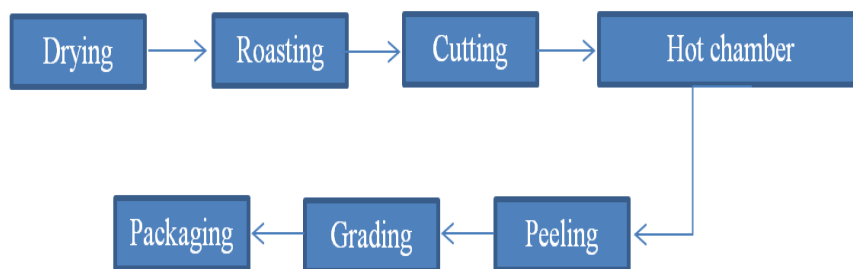 Drying
Roasting
Cutting
Hot chamber
Peeling
Grading
Packaging